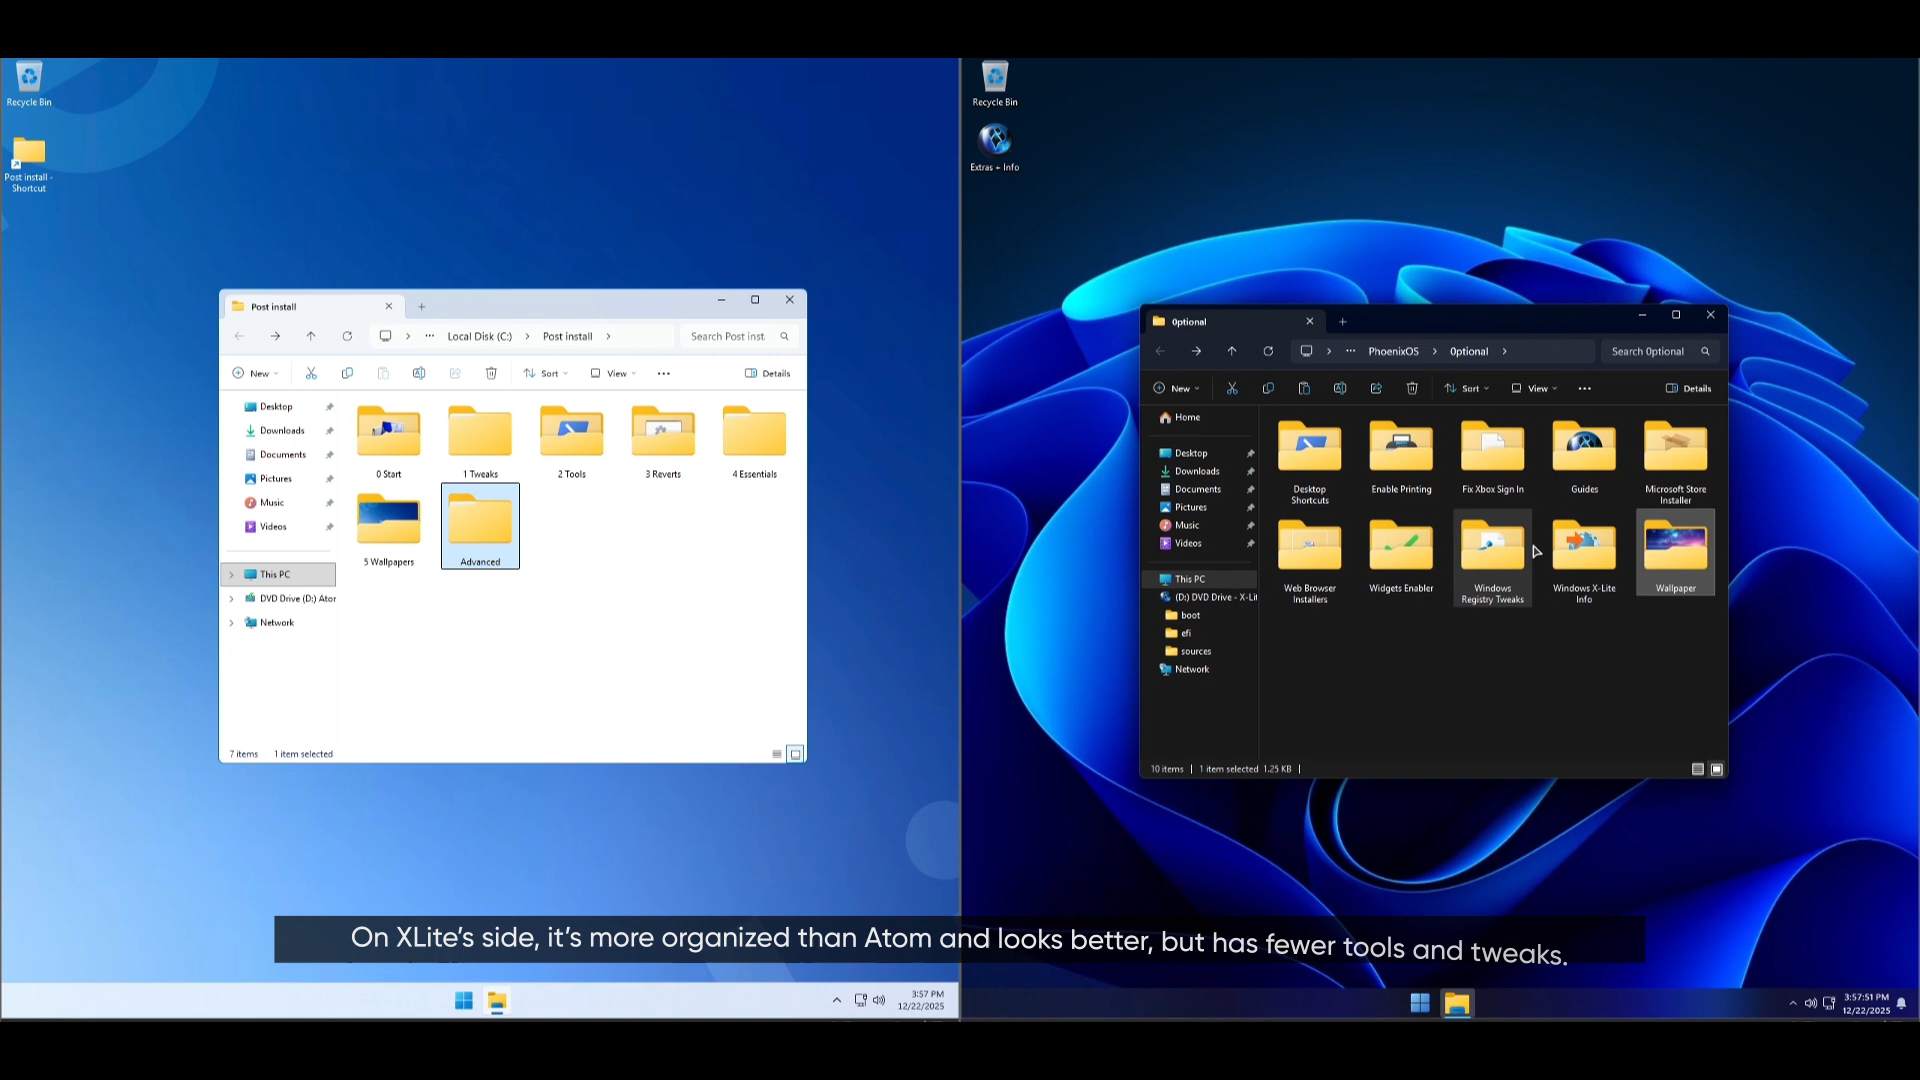 Recycle Bin
Post install -
Shortcut
Post install
Local Disk (C:)
Post install
Search Post inst
New
Sort
View
Details
Desktop
Downloads
Documents
Pictures
Music
Videos
This PC
DVD Drive (D:) Ator
Network
0 Start
1 Tweaks
2 Tools
3 Reverts
4 Essentials
5 Wallpapers
Advanced
7 items
1 item selected
3:57 PM
12/22/2025
Recycle Bin
Extras + Info
0ptional
PhoenixOS
0ptional
Search 0ptional
New
Sort
View
Details
Home
Desktop
Downloads
Documents
Pictures
Music
Videos
This PC
(D:) DVD Drive - X-Lit
boot
efi
sources
Network
Desktop
Shortcuts
Enable Printing
Fix Xbox Sign In
Guides
Microsoft Store
Installer
Web Browser
Installers
Widgets Enabler
Windows
Registry Tweaks
Windows X-Lite
Info
Wallpaper
10 items
1 item selected 1.25 KB
On XLite’s side, it’s more organized than Atom and looks better, but has fewer tools and tweaks.
3:57:51 PM
12/22/2025